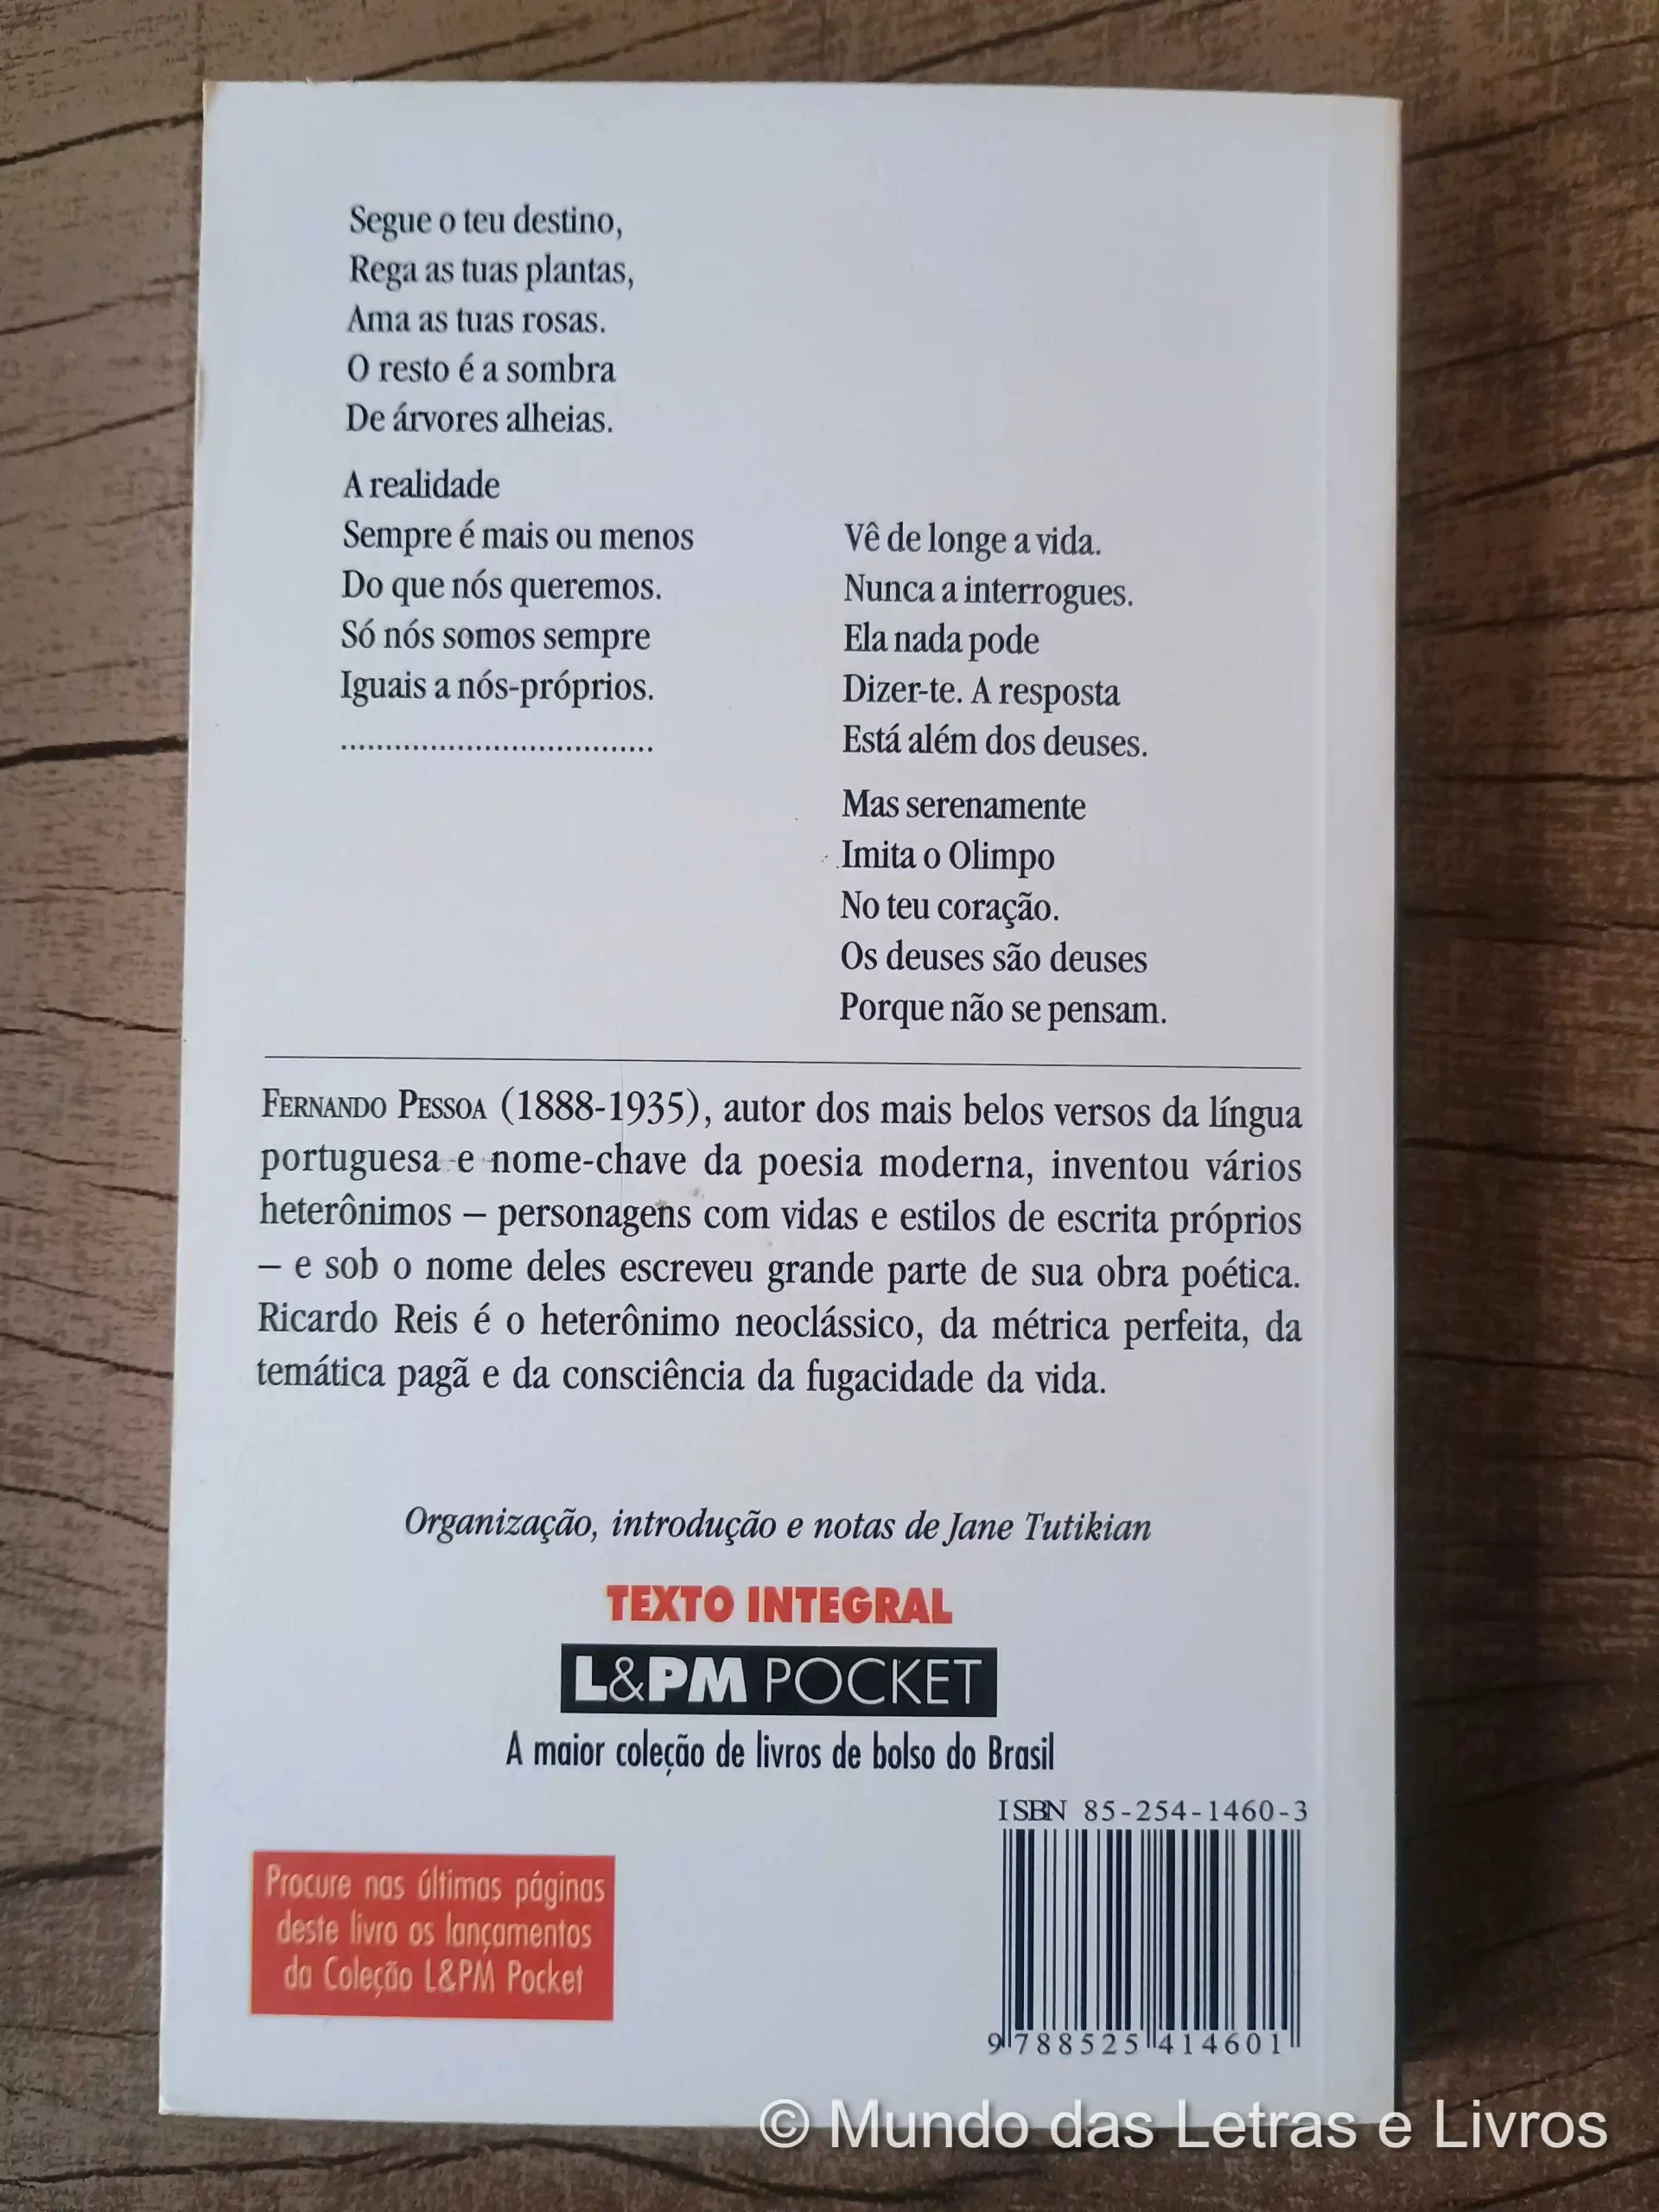 Segue o teu destino,
Rega as tuas plantas,
Ama as tuas rosas.
O resto é a sombra
De árvores alheias.
A realidade
Sempre é mais ou menos
Do que nós queremos.
Só nós somos sempre
Iguais a nós-próprios.
...................................
Vê de longe a vida.
Nunca a interrogues.
Ela nada pode
Dizer-te. A resposta
Está além dos deuses.
Mas serenamente
Imita o Olimpo
No teu coração.
Os deuses são deuses
Porque não se pensam.
FERNANDO PESSOA (1888-1935), autor dos mais belos versos da língua
portuguesa e nome-chave da poesia moderna, inventou vários
heterônimos – personagens com vidas e estilos de escrita próprios
– e sob o nome deles escreveu grande parte de sua obra poética.
Ricardo Reis é o heterônimo neoclássico, da métrica perfeita, da
temática pagã e da consciência da fugacidade da vida.
Organização, introdução e notas de Jane Tutikian
TEXTO INTEGRAL
L&PM POCKET
A maior coleção de livros de bolso do Brasil
ISBN 85-254-1460-3
Procure nas últimas páginas
deste livro os lançamentos
da Coleção L&PM Pocket
9 788525 414601
© Mundo das Letras e Livros